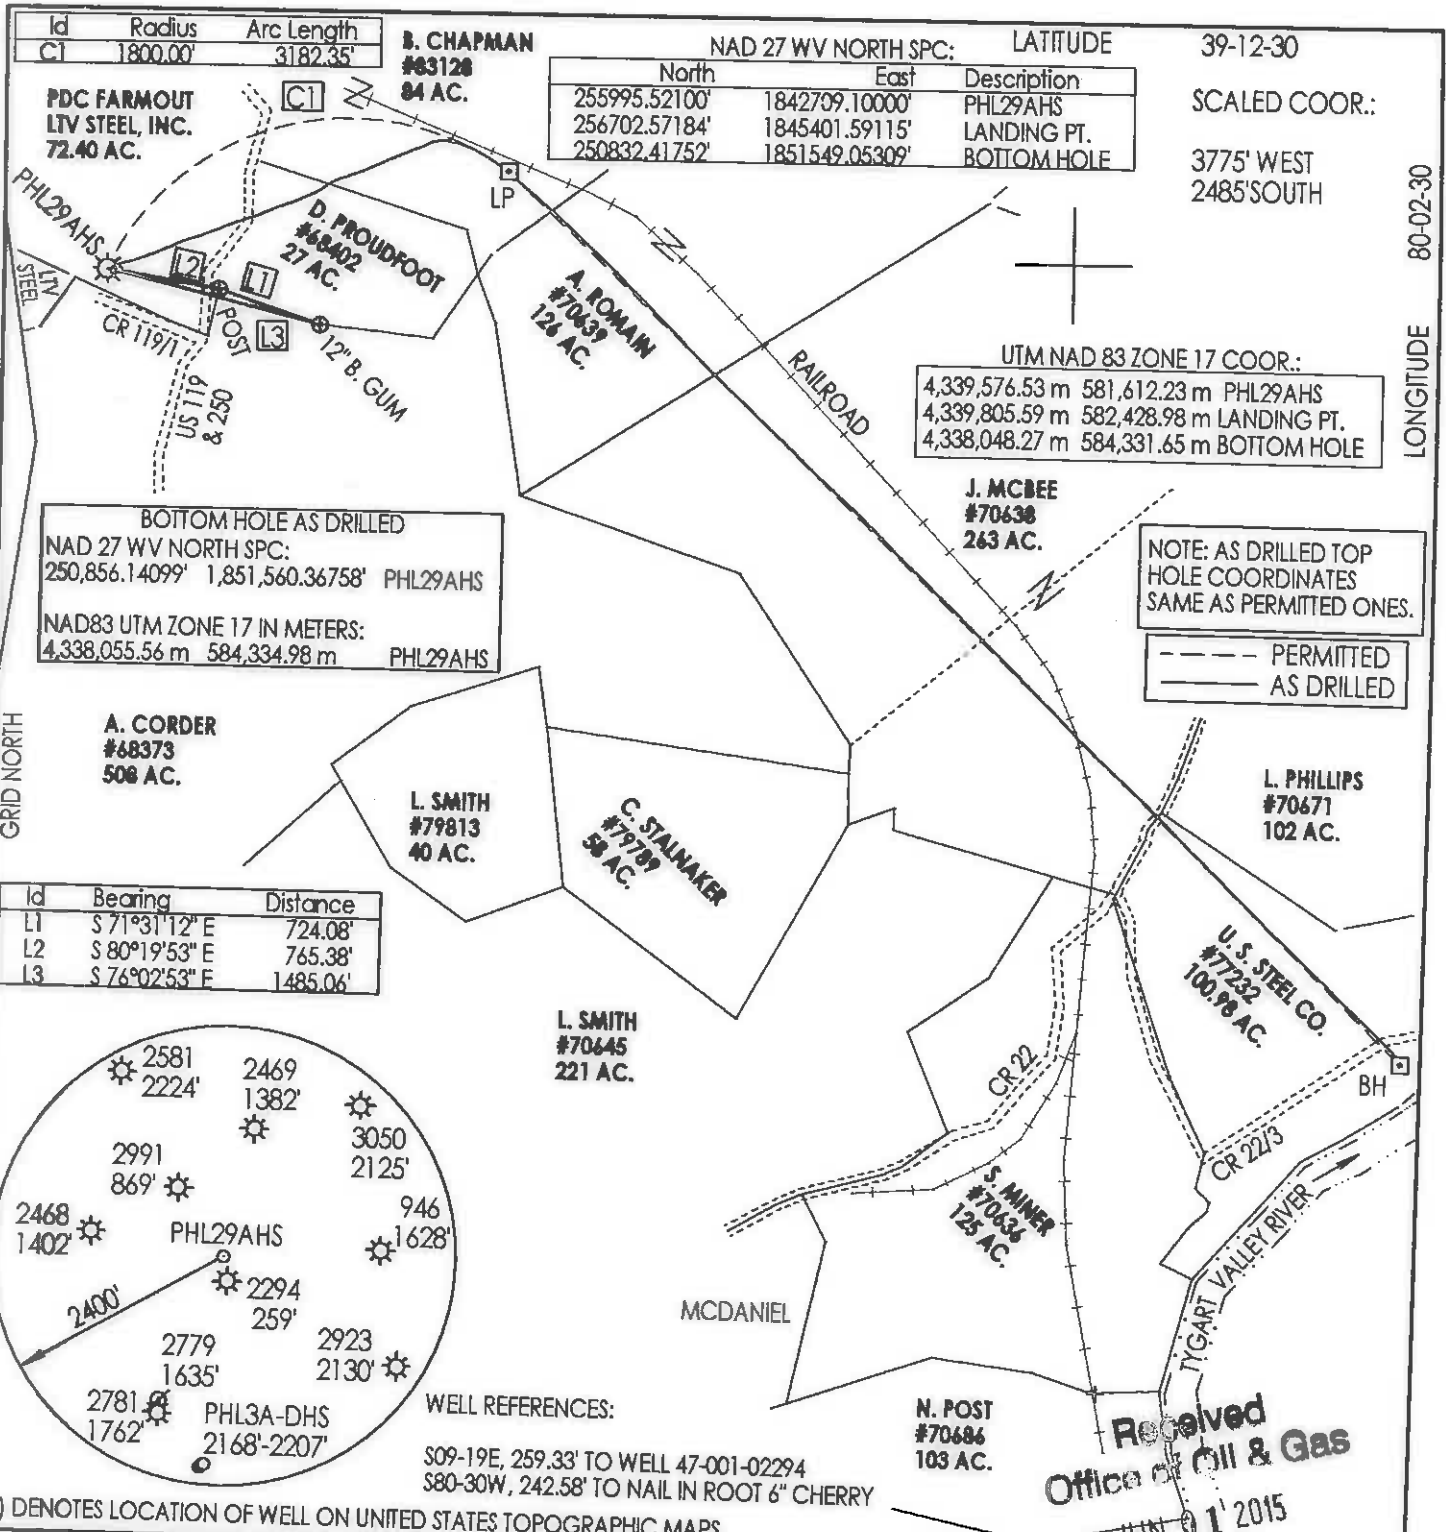 Id Radius Arc Length
C1 1800.00' 3182.35'
B. CHAPMAN
#83128
84 AC.
NAD 27 WV NORTH SPC:
North East Description
255995.52100' 1842709.10000' PHL29AHS
256702.57184' 1845401.59115' LANDING PT.
250832.41752' 1851549.05309' BOTTOM HOLE
LATITUDE 39-12-30
SCALED COOR.:
3775' WEST
2485'SOUTH
LONGITUDE 80-02-30
PDC FARMOUT
LTV STEEL, INC.
72.40 AC.
C1
LP
PHL29AHS
D. PROUDFOOT
#68402
27 AC.
L2
L1
L3
LTV
STEEL
CR 119/1
POST
12" B. GUM
US 119
& 250
A. ROMAIN
#70639
126 AC.
RAILROAD
UTM NAD 83 ZONE 17 COOR.:
4,339,576.53 m 581,612.23 m PHL29AHS
4,339,805.59 m 582,428.98 m LANDING PT.
4,338,048.27 m 584,331.65 m BOTTOM HOLE
J. MCBEE
#70638
263 AC.
BOTTOM HOLE AS DRILLED
NAD 27 WV NORTH SPC:
250,856.14099' 1,851,560.36758' PHL29AHS
NAD83 UTM ZONE 17 IN METERS:
4,338,055.56 m 584,334.98 m PHL29AHS
NOTE: AS DRILLED TOP
HOLE COORDINATES
SAME AS PERMITTED ONES.
PERMITTED
AS DRILLED
GRID NORTH
A. CORDER
#68373
508 AC.
L. SMITH
#79813
40 AC.
C. STALNAKER
#79789
58 AC.
L. PHILLIPS
#70671
102 AC.
Id Bearing Distance
L1 S 71°31'12" E 724.08'
L2 S 80°19'53" E 765.38'
L3 S 76°02'53" E 1485.06'
U. S. STEEL CO.
#77232
100.98 AC.
L. SMITH
#70645
221 AC.
CR 22
BH
CR 22/3
2581
2224'
2469
1382'
3050
2125'
2991
869'
2468
1402'
946
1628'
PHL29AHS
2294
259'
2400'
2779
1635'
2923
2130'
2781
1762'
PHL3A-DHS
2168'-2207'
S. MINER
#70636
125 AC.
TYGART VALLEY RIVER
MCDANIEL
WELL REFERENCES:
S09-19E, 259.33' TO WELL 47-001-02294
S80-30W, 242.58' TO NAIL IN ROOT 6" CHERRY
N. POST
#70686
103 AC.
Received
Office of Oil & Gas
2015
) DENOTES LOCATION OF WELL ON UNITED STATES TOPOGRAPHIC MAPS